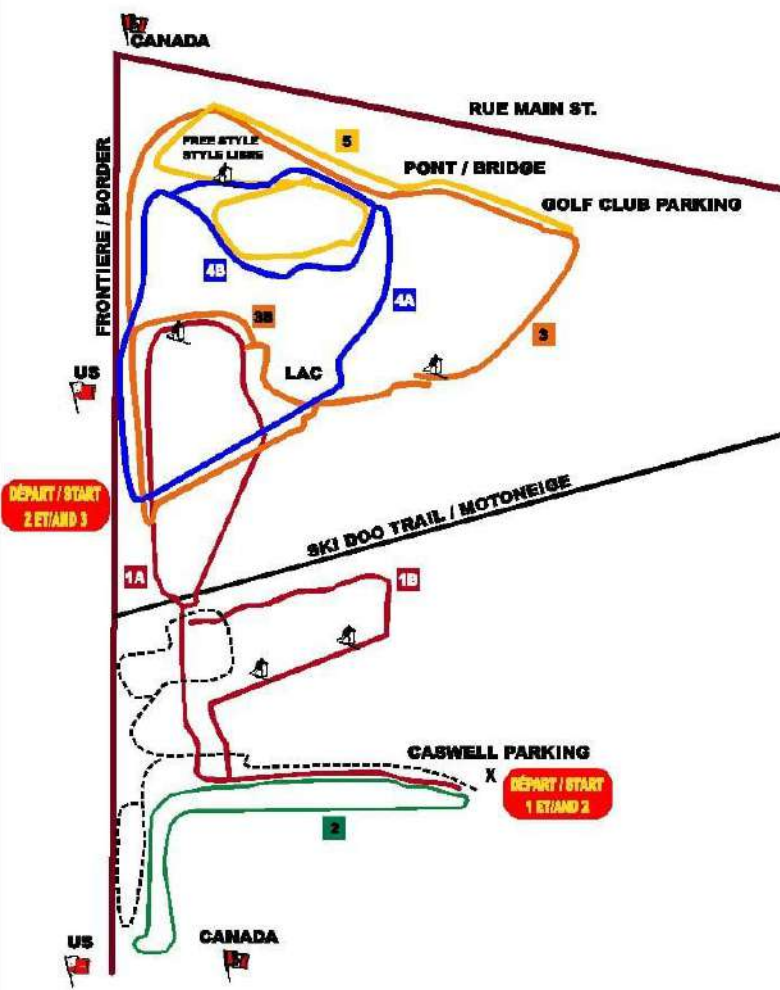 CANADA
RUE MAIN ST.
5
FREE STYLE
STYLE LIBRE
PONT / BRIDGE
GOLF CLUB PARKING
FRONTIERE / BORDER
4B
4A
3B
3
US
LAC
DÉPART / START
2 ET/AND 3
SKI DOO TRAIL / MOTONEIGE
1A
1B
CASWELL PARKING
X
DÉPART / START
1 ET/AND 2
2
US
CANADA